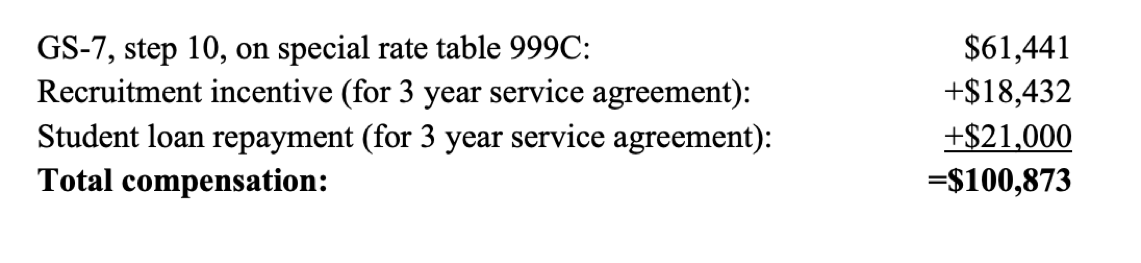 GS-7, step 10, on special rate table 999C: $61,441
Recruitment incentive (for 3 year service agreement): +$18,432
Student loan repayment (for 3 year service agreement): +$21,000
Total compensation: =$100,873